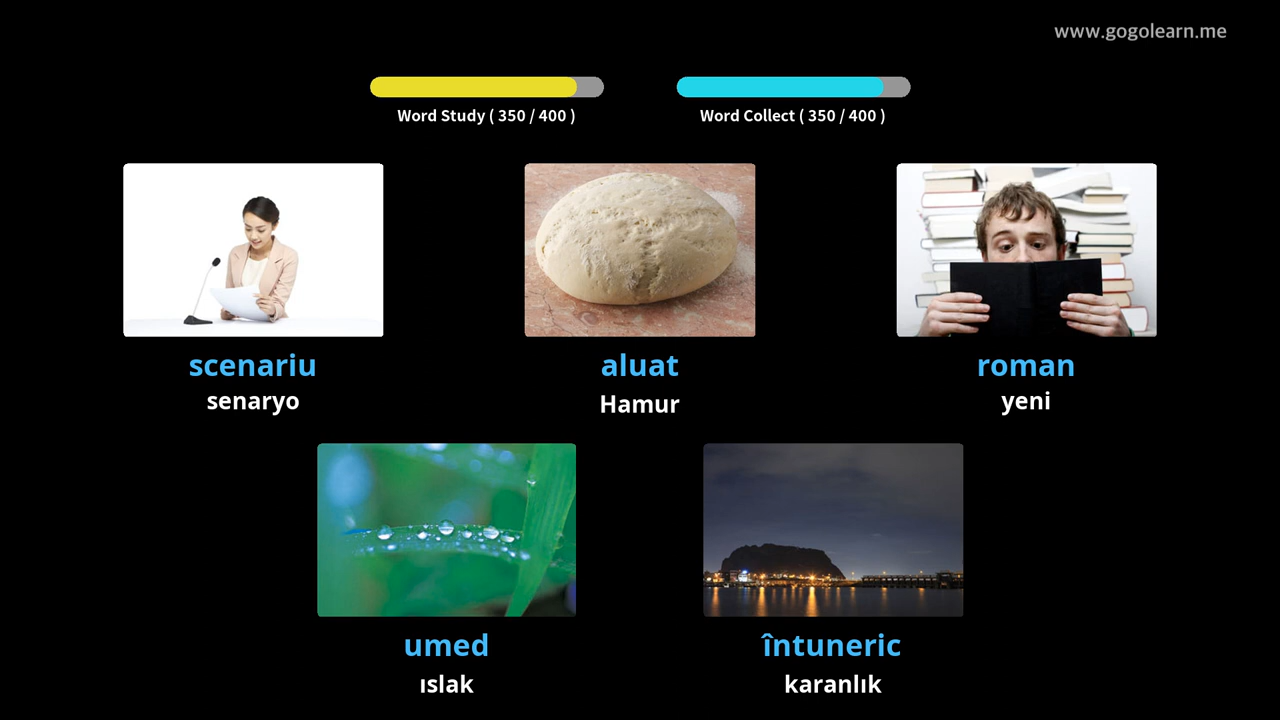 www.gogolearn.me
Word Study ( 350 / 400 )
Word Collect ( 350 / 400 )
scenariu
senaryo
aluat
Hamur
roman
yeni
umed
ıslak
întuneric
karanlık